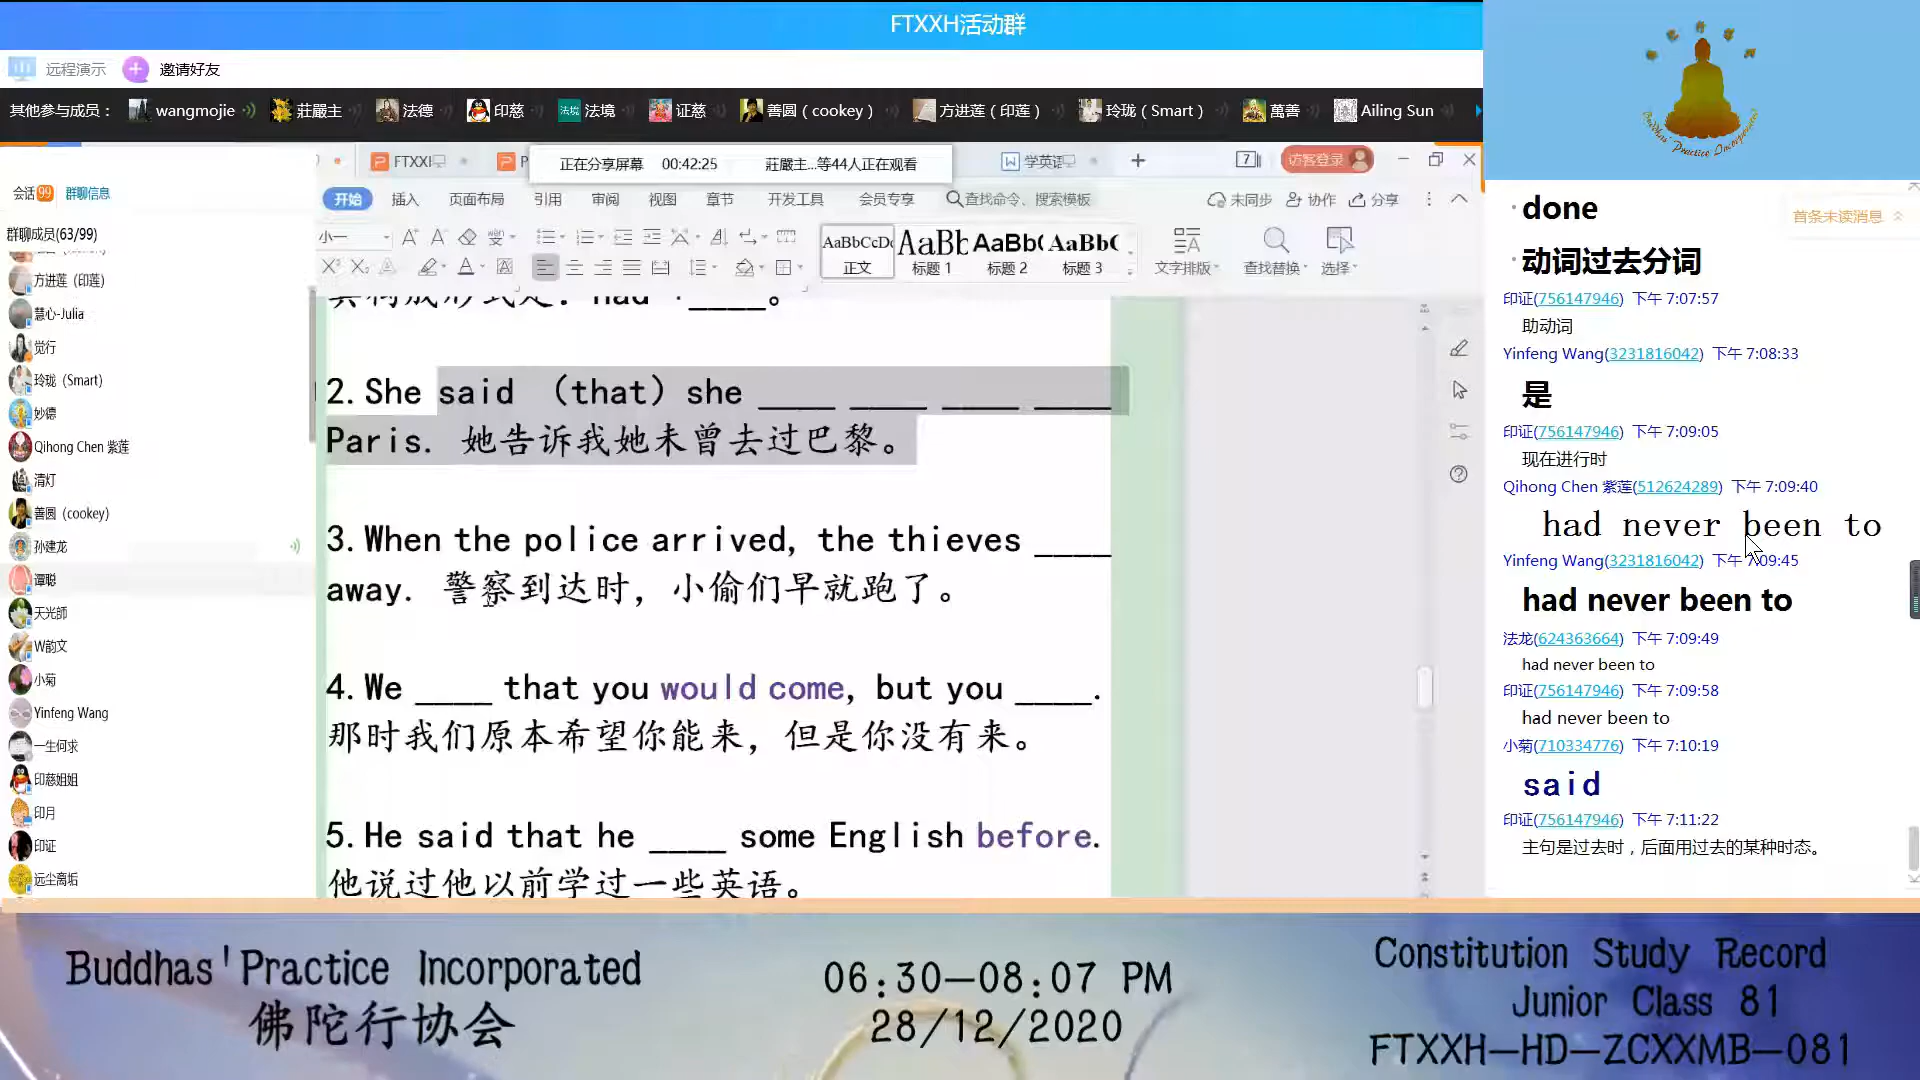 FTXXH活动群
远程演示 邀请好友
其他参与成员： wangmojie 莊嚴主 法德 印慈 法境 证慈 善圆（cookey） 方进莲（印莲） 玲珑（Smart） 萬善 Ailing Sun
FTXXH 正在分享屏幕 00:42:25 莊嚴主...等44人正在观看 学英语 访客登录
开始 插入 页面布局 引用 审阅 视图 章节 开发工具 会员专享 查找命令、搜索模板 未同步 协作 分享
小一
AaBbCcDd AaBb AaBb( AaBb(
正文 标题 1 标题 2 标题 3 文字排版 查找替换 选择
会话 99 群聊信息
群聊成员(63/99)
方进莲（印莲）
慧心-Julia
觉行
玲珑（Smart）
妙德
Qihong Chen 紫莲
清灯
善圆（cookey）
孙建龙
谭聪
天光師
W韵文
小菊
Yinfeng Wang
一生何求
印慈姐姐
印月
印证
远尘离垢
其构成形式是：had +____。
2.She said （that）she ____ ____ ____ ____
Paris. 她告诉我她未曾去过巴黎。
3.When the police arrived, the thieves ____
away. 警察到达时，小偷们早就跑了。
4.We ____ that you would come, but you ____.
那时我们原本希望你能来，但是你没有来。
5.He said that he ____ some English before.
他说过他以前学过一些英语。
Buddhas' Practice Incorporated
首条未读消息
done
动词过去分词
印证(756147946) 下午 7:07:57
助动词
Yinfeng Wang(3231816042) 下午 7:08:33
是
印证(756147946) 下午 7:09:05
现在进行时
Qihong Chen 紫莲(512624289) 下午 7:09:40
had never been to
Yinfeng Wang(3231816042) 下午 7:09:45
had never been to
法龙(624363664) 下午 7:09:49
had never been to
印证(756147946) 下午 7:09:58
had never been to
小菊(710334776) 下午 7:10:19
said
印证(756147946) 下午 7:11:22
主句是过去时，后面用过去的某种时态。
Buddhas'Practice Incorporated
佛陀行协会
06:30—08:07 PM
28/12/2020
Constitution Study Record
Junior Class 81
FTXXH—HD—ZCXXMB—081